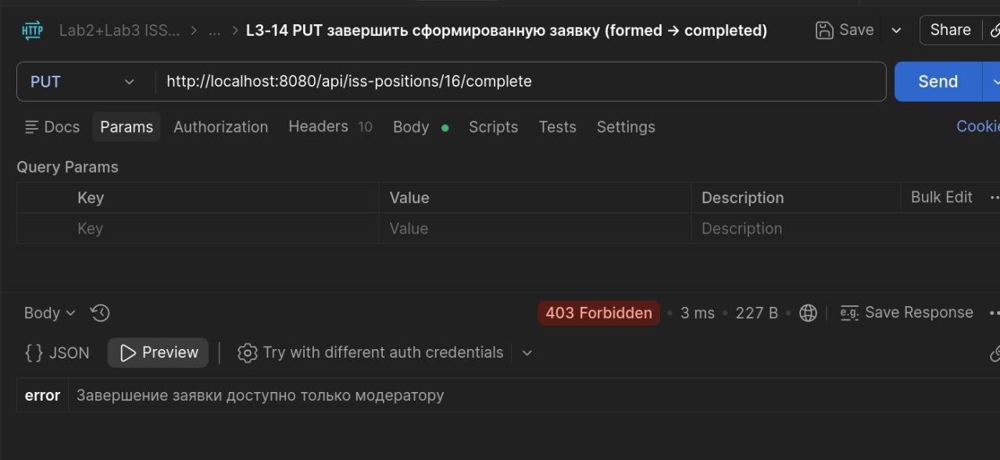 HTTP Lab2+Lab3 ISS... > ... > L3-14 PUT завершить сформированную заявку (formed → completed) Save Share
PUT http://localhost:8080/api/iss-positions/16/complete Send
Docs Params Authorization Headers 10 Body Scripts Tests Settings Cookie
Query Params
Key Value Description Bulk Edit
Key Value Description
Body 403 Forbidden • 3 ms • 227 B • e.g. Save Response
{} JSON Preview Try with different auth credentials
error Завершение заявки доступно только модератору